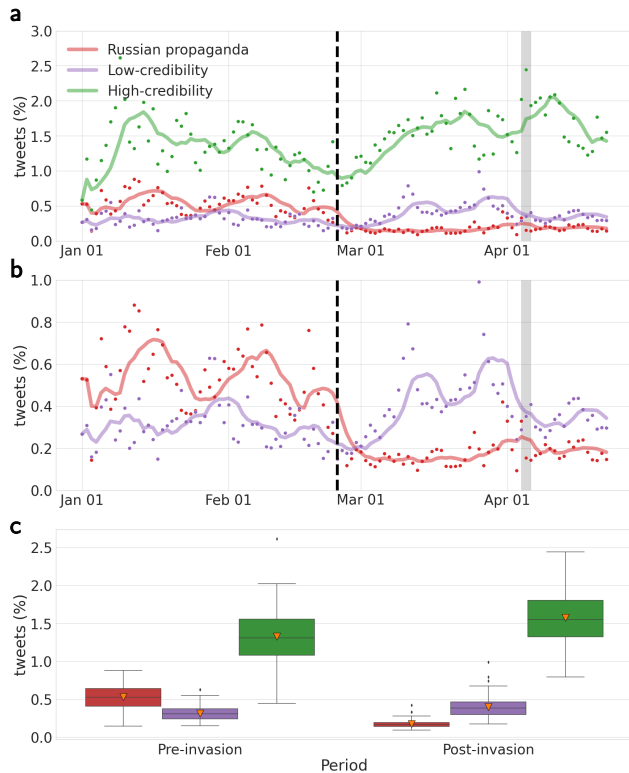 a
3.0
2.5
2.0
1.5
1.0
0.5
0.0
tweets (%)
Russian propaganda
Low-credibility
High-credibility
Jan 01
Feb 01
Mar 01
Apr 01
b
1.0
0.8
0.6
0.4
0.2
0.0
tweets (%)
Jan 01
Feb 01
Mar 01
Apr 01
c
2.5
2.0
1.5
1.0
0.5
0.0
tweets (%)
Pre-invasion
Post-invasion
Period